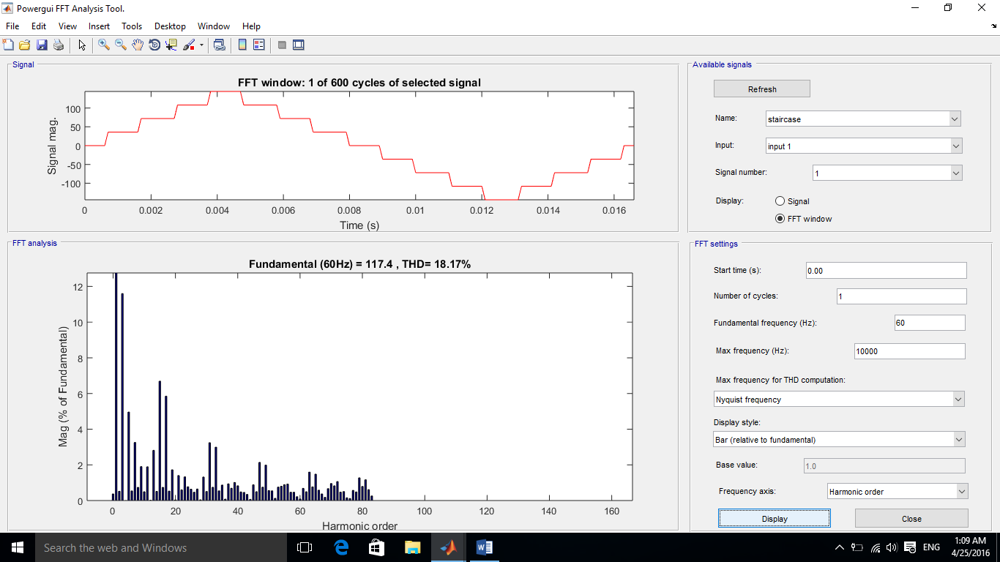 Powergui FFT Analysis Tool.
File Edit View Insert Tools Desktop Window Help
Signal
FFT window: 1 of 600 cycles of selected signal
Signal mag.
100
50
0
-50
-100
0 0.002 0.004 0.006 0.008 0.01 0.012 0.014 0.016
Time (s)
FFT analysis
Fundamental (60Hz) = 117.4 , THD= 18.17%
Mag (% of Fundamental)
12
10
8
6
4
2
0
0 20 40 60 80 100 120 140 160
Harmonic order
Available signals
Refresh
Name: staircase
Input: input 1
Signal number: 1
Display: Signal
FFT window
FFT settings
Start time (s): 0.00
Number of cycles: 1
Fundamental frequency (Hz): 60
Max frequency (Hz): 10000
Max frequency for THD computation:
Nyquist frequency
Display style:
Bar (relative to fundamental)
Base value: 1.0
Frequency axis: Harmonic order
Display Close
Search the web and Windows
ENG
1:09 AM
4/25/2016